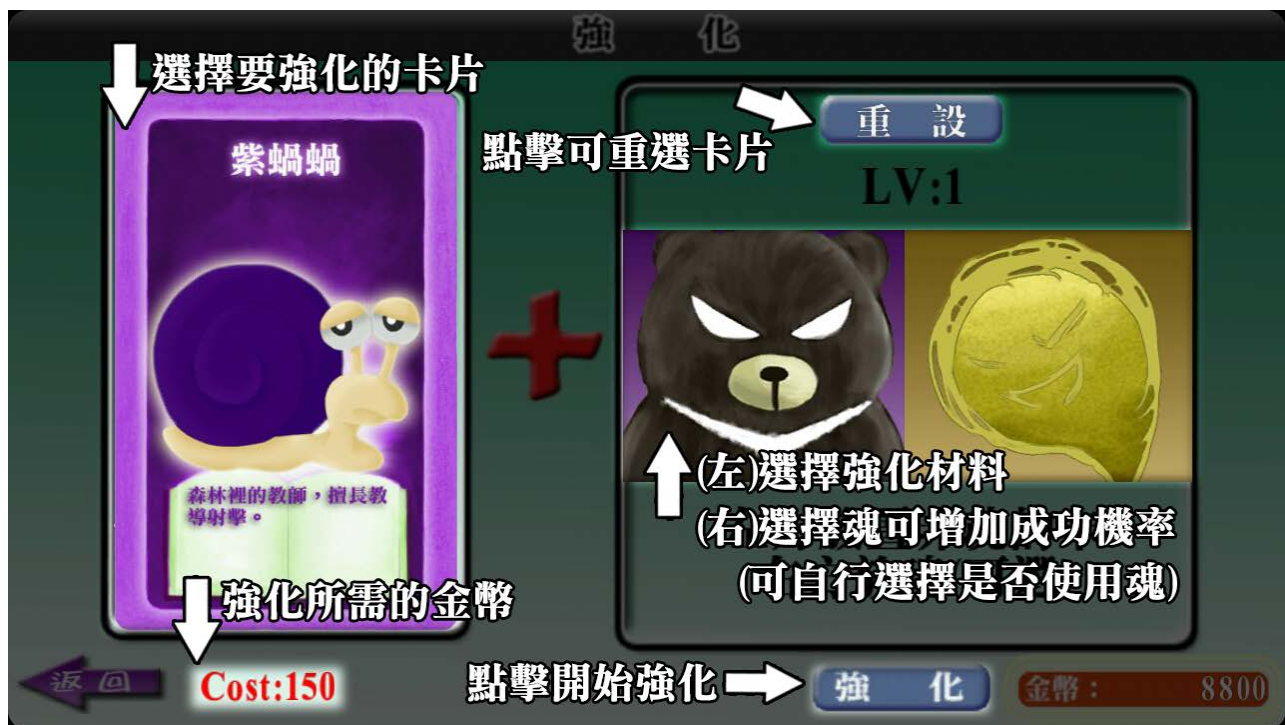 強 化
選擇要強化的卡片
重 設
點擊可重選卡片
紫蝸蝸
LV:1
(左)選擇強化材料
森林裡的教師,擅長教
導射擊。
(右)選擇魂可增加成功機率
(可自行選擇是否使用魂)
強化所需的金幣
返回
Cost:150
點擊開始強化
強 化
金幣: 8800